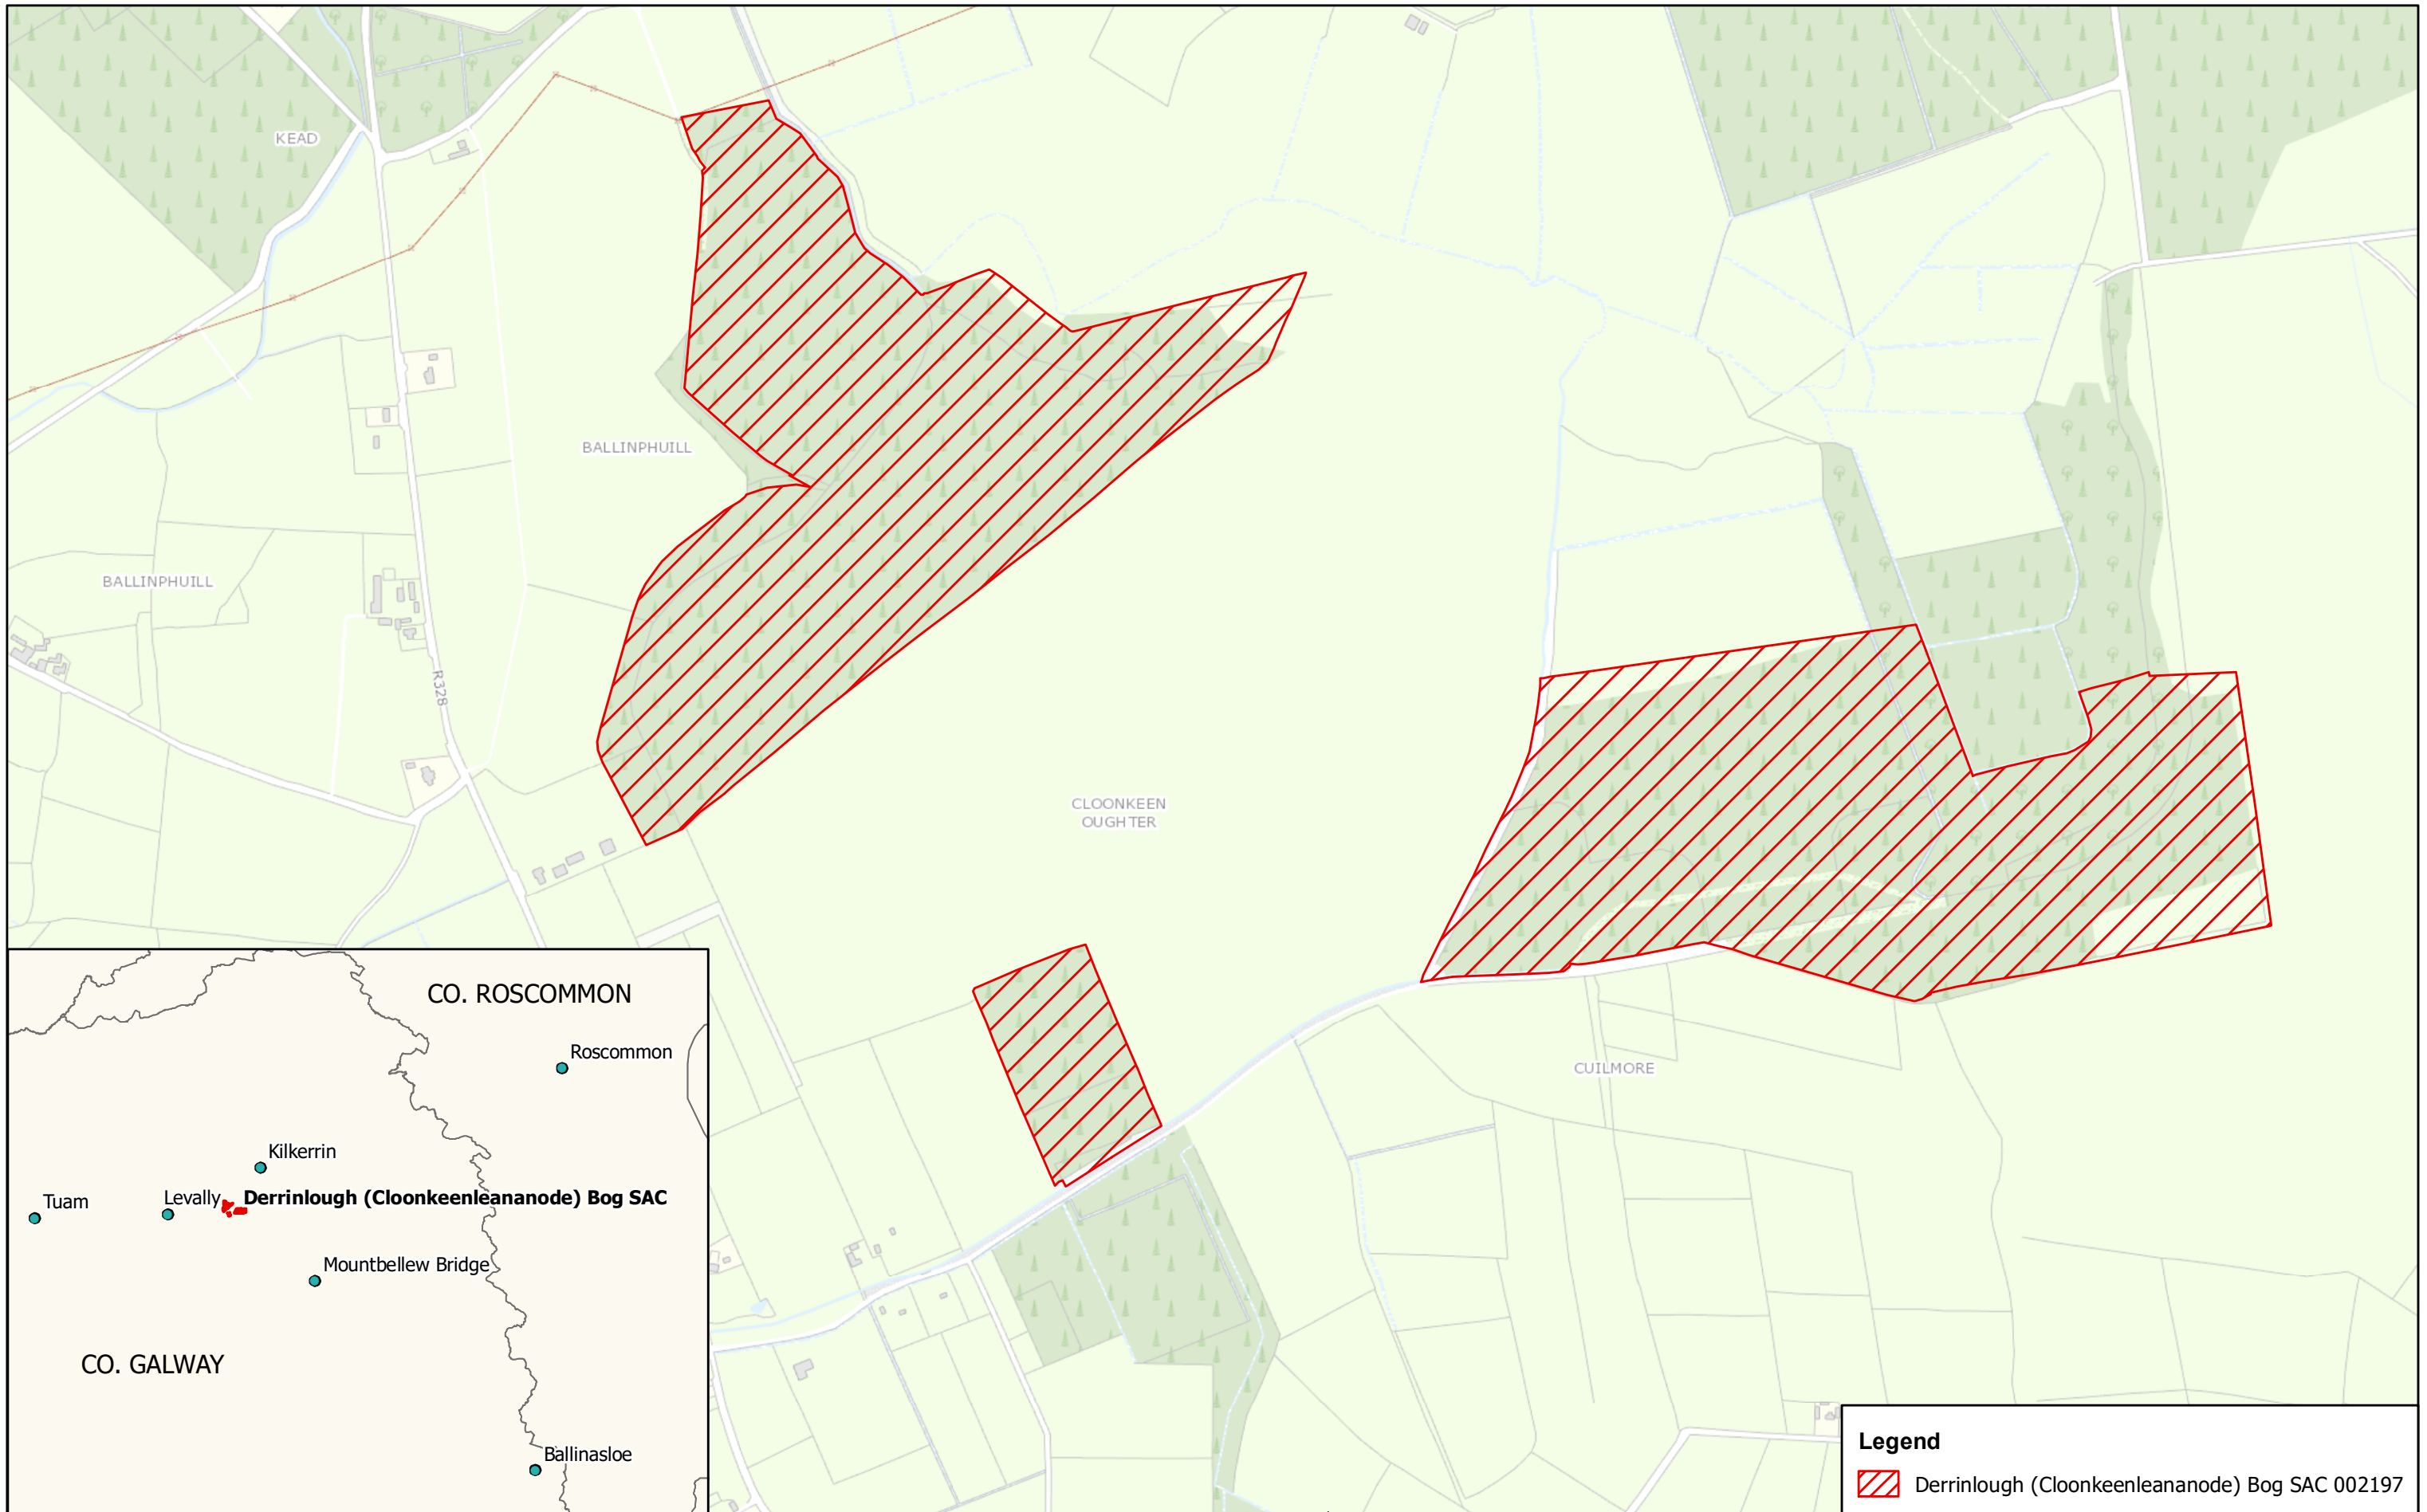 KEAD
BALLINPHUILL
BALLINPHUILL
R328
CLOONKEEN
OUGHTER
CUILMORE
CO. ROSCOMMON
Roscommon
Kilkerrin
Tuam
Levally
Derrinlough (Cloonkeenleananode) Bog SAC
Mountbellew Bridge
CO. GALWAY
Ballinasloe
Legend
Derrinlough (Cloonkeenleananode) Bog SAC 002197